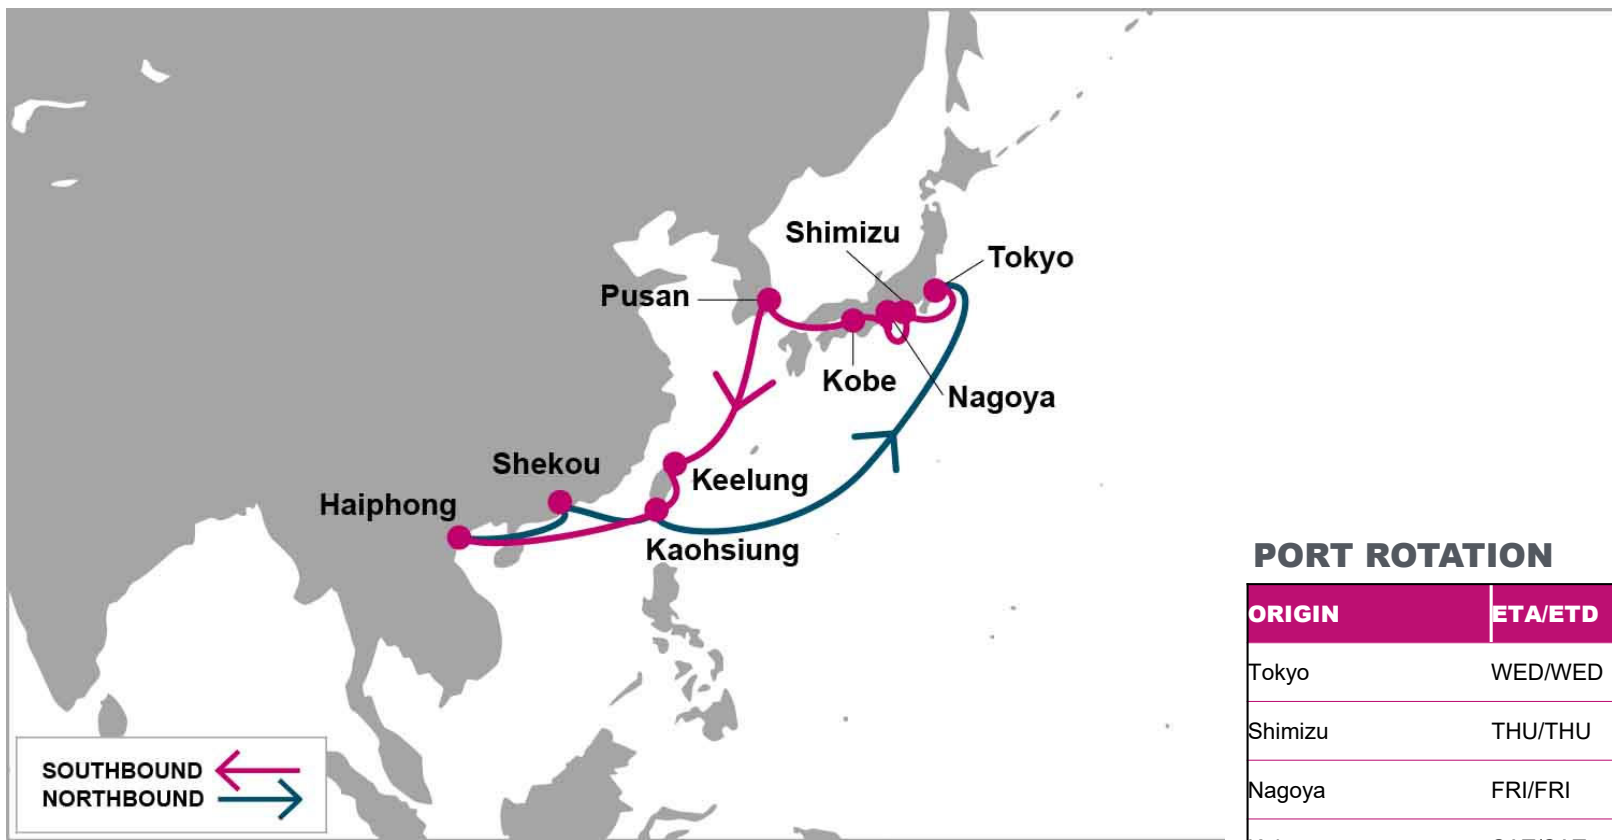 Shimizu
Tokyo
Pusan
Kobe
Nagoya
Shekou
Keelung
Haiphong
Kaohsiung
SOUTHBOUND
NORTHBOUND
PORT ROTATION
ORIGIN ETA/ETD
Tokyo WED/WED
Shimizu THU/THU
Nagoya FRI/FRI